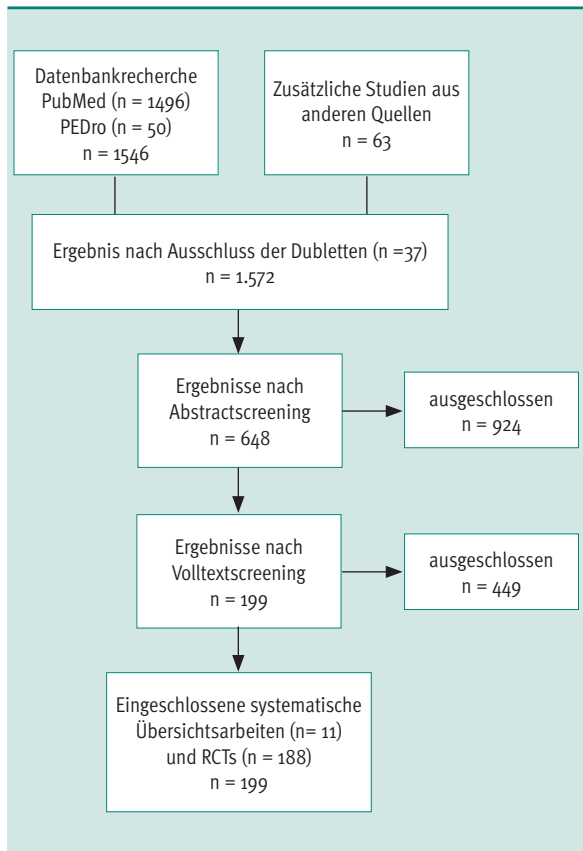 Datenbankrecherche
PubMed (n = 1496)
PEDro (n = 50)
n = 1546
Zusätzliche Studien aus
anderen Quellen
n = 63
Ergebnis nach Ausschluss der Dubletten (n =37)
n = 1.572
Ergebnisse nach
Abstractscreening
n = 648
ausgeschlossen
n = 924
Ergebnisse nach
Volltextscreening
n = 199
ausgeschlossen
n = 449
Eingeschlossene systematische
Übersichtsarbeiten (n= 11)
und RCTs (n = 188)
n = 199